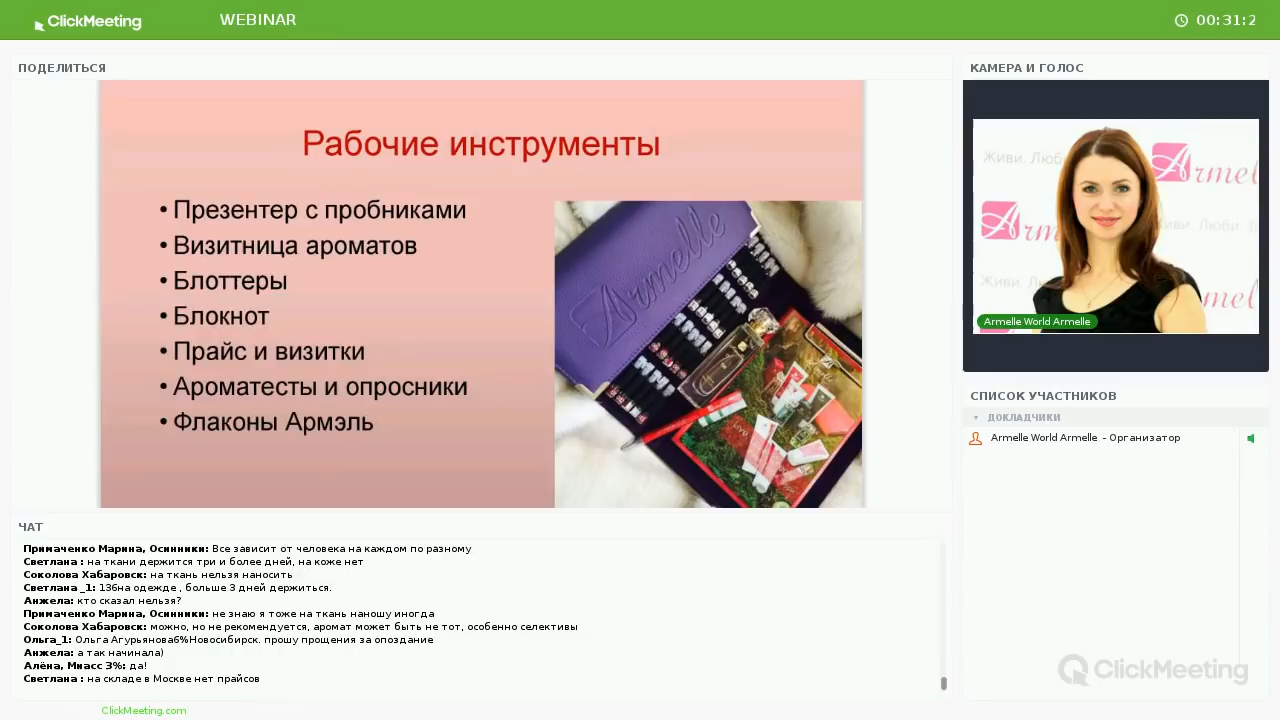 ClickMeeting
WEBINAR
00:31:2
ПОДЕЛИТЬСЯ
Рабочие инструменты
• Презентер с пробниками
• Визитница ароматов
• Блоттеры
• Блокнот
• Прайс и визитки
• Ароматесты и опросники
• Флаконы Армэль
Armelle
КАМЕРА И ГОЛОС
Живи. Люб
Armel
Arm
Живи. Люби. П
Живи.
mel
Armelle World Armelle
СПИСОК УЧАСТНИКОВ
ДОКЛАДЧИКИ
Armelle World Armelle - Организатор
ЧАТ
Примаченко Марина, Осинники: Все зависит от человека на каждом по разному
Светлана : на ткани держится три и более дней, на коже нет
Соколова Хабаровск: на ткань нельзя наносить
Светлана _1: 136на одежде , больше 3 дней держиться.
Анжела: кто сказал нельзя?
Примаченко Марина, Осинники: не знаю я тоже на ткань наношу иногда
Соколова Хабаровск: можно, но не рекомендуется, аромат может быть не тот, особенно селективы
Ольга_1: Ольга Агурьянова6%Новосибирск. прошу прощения за опоздание
Анжела: а так начинала)
Алёна, Миасс 3%: да!
Светлана : на складе в Москве нет прайсов
ClickMeeting
ClickMeeting.com